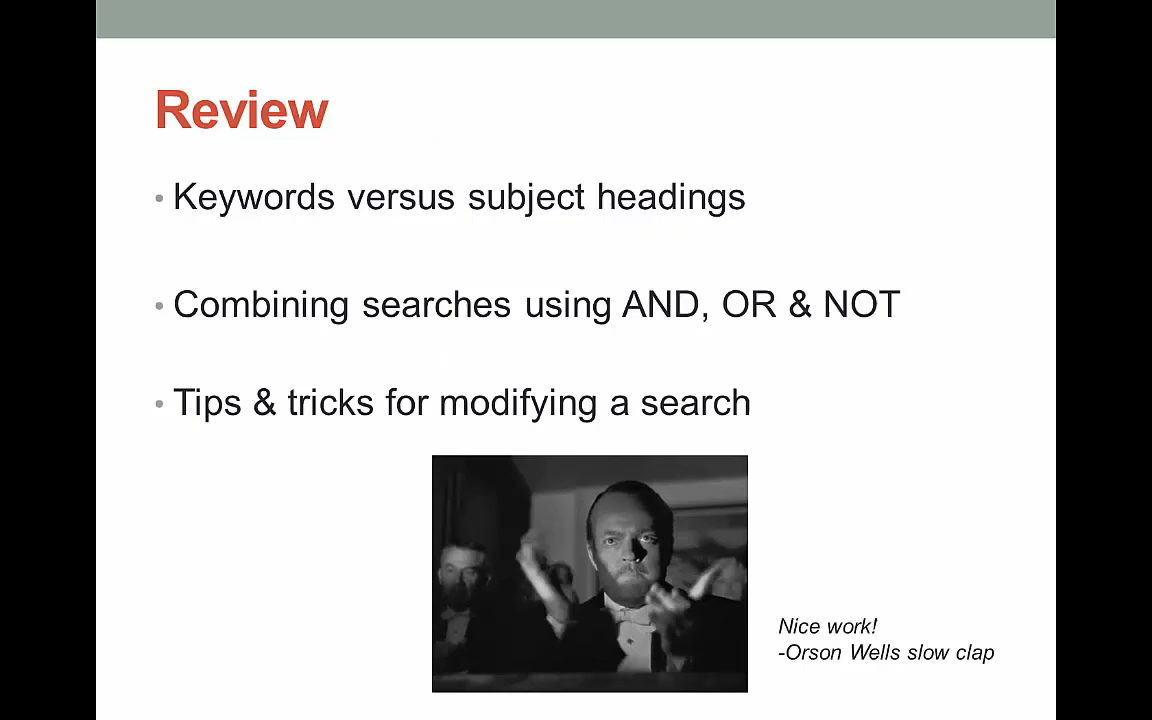 Review
• Keywords versus subject headings
• Combining searches using AND, OR & NOT
• Tips & tricks for modifying a search
Nice work!
-Orson Wells slow clap